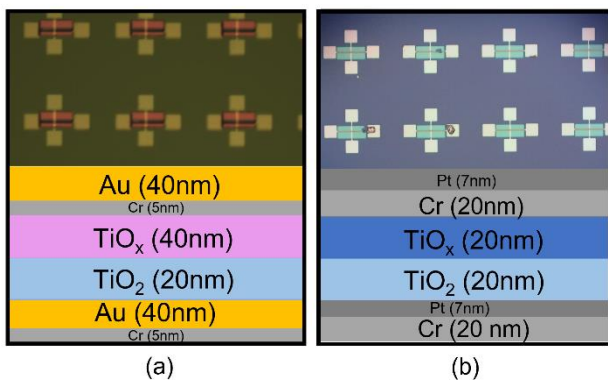 Au (40nm)
Cr (5nm)
TiOₓ (40nm)
TiO₂ (20nm)
Au (40nm)
Cr (5nm)
(a)
Pt (7nm)
Cr (20nm)
TiOₓ (20nm)
TiO₂ (20nm)
Pt (7nm)
Cr (20 nm)
(b)